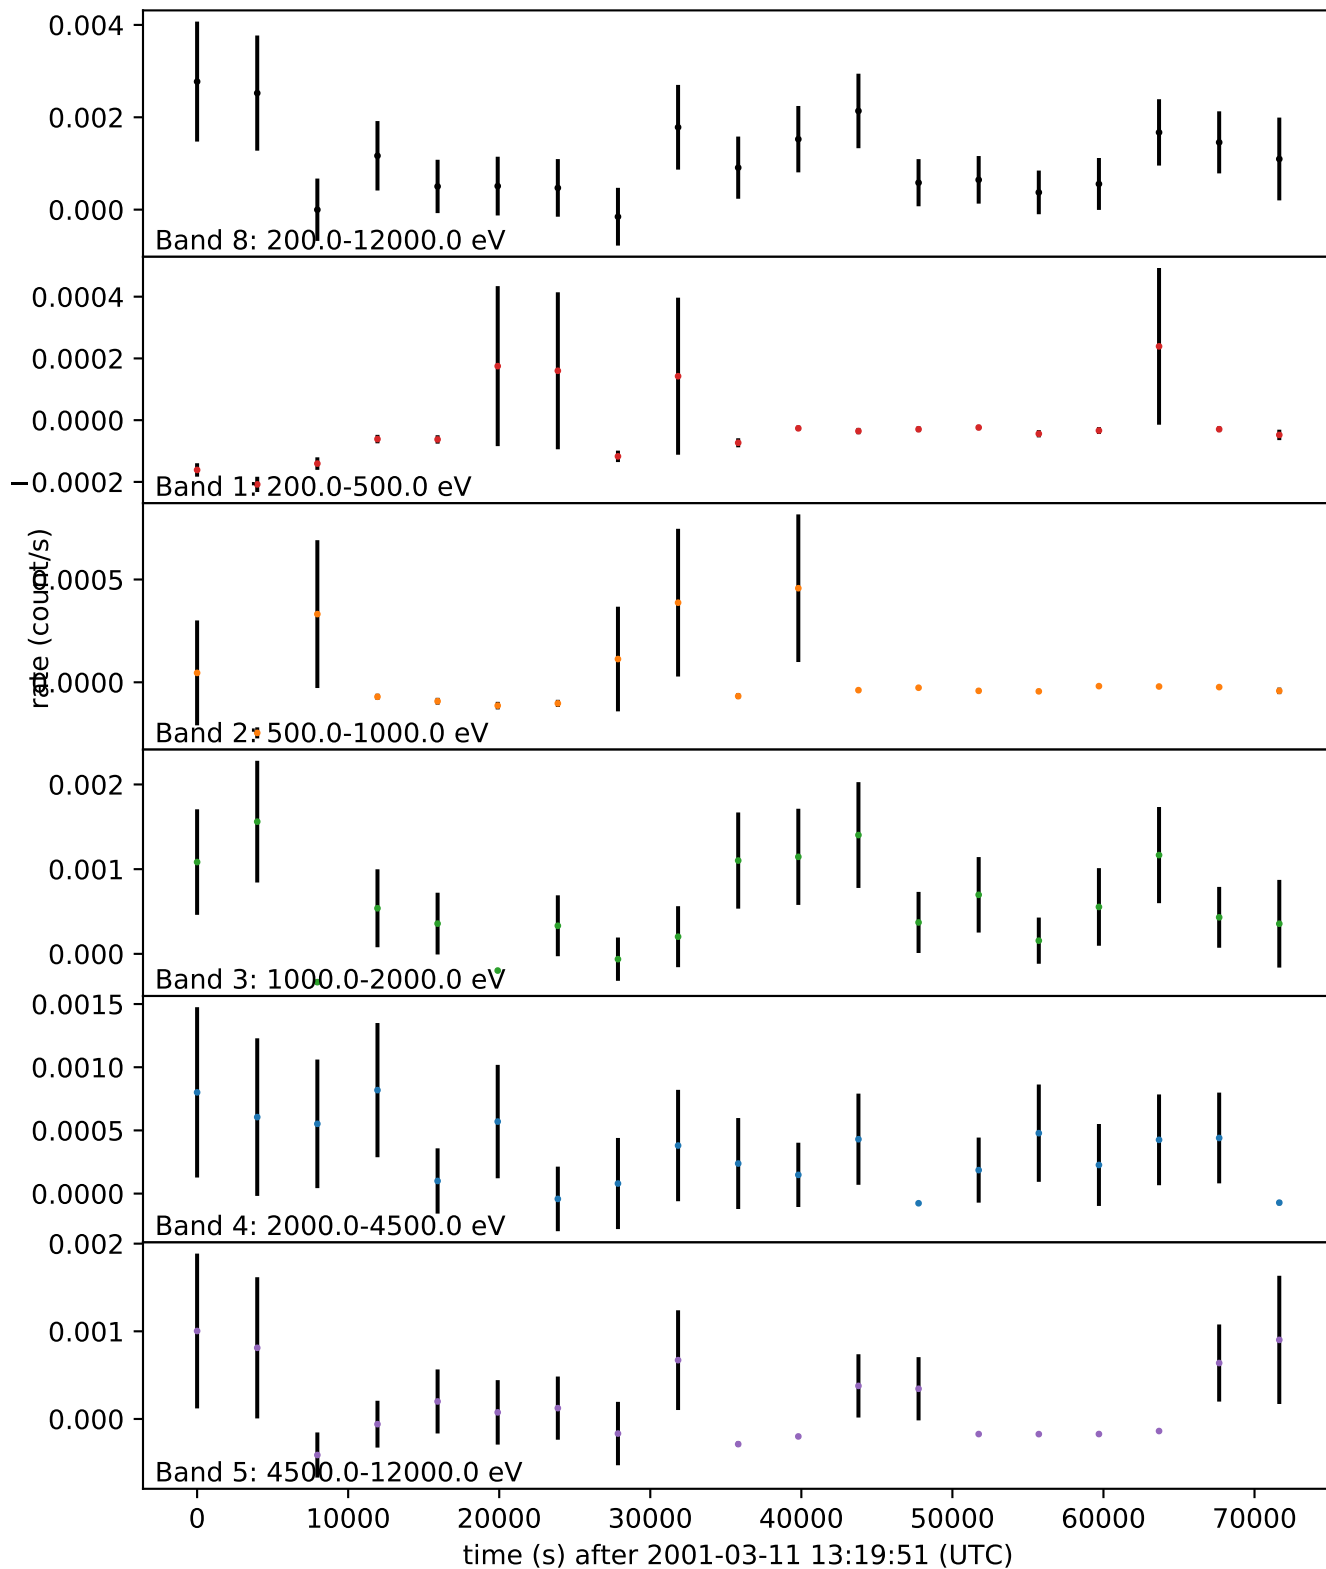 0.004
0.002
0.000
Band 8: 200.0-12000.0 eV
0.0004
0.0002
0.0000
−0.0002
Band 1: 200.0-500.0 eV
rate (count/s)
0.0005
0.0000
Band 2: 500.0-1000.0 eV
0.002
0.001
0.000
Band 3: 1000.0-2000.0 eV
0.0015
0.0010
0.0005
0.0000
Band 4: 2000.0-4500.0 eV
0.002
0.001
0.000
Band 5: 4500.0-12000.0 eV
0 10000 20000 30000 40000 50000 60000 70000
time (s) after 2001-03-11 13:19:51 (UTC)